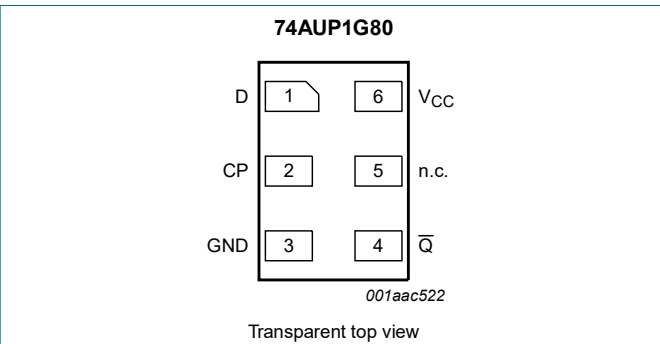 74AUP1G80
D 1 6 VCC
CP 2 5 n.c.
GND 3 4 Q̅
001aac522
Transparent top view